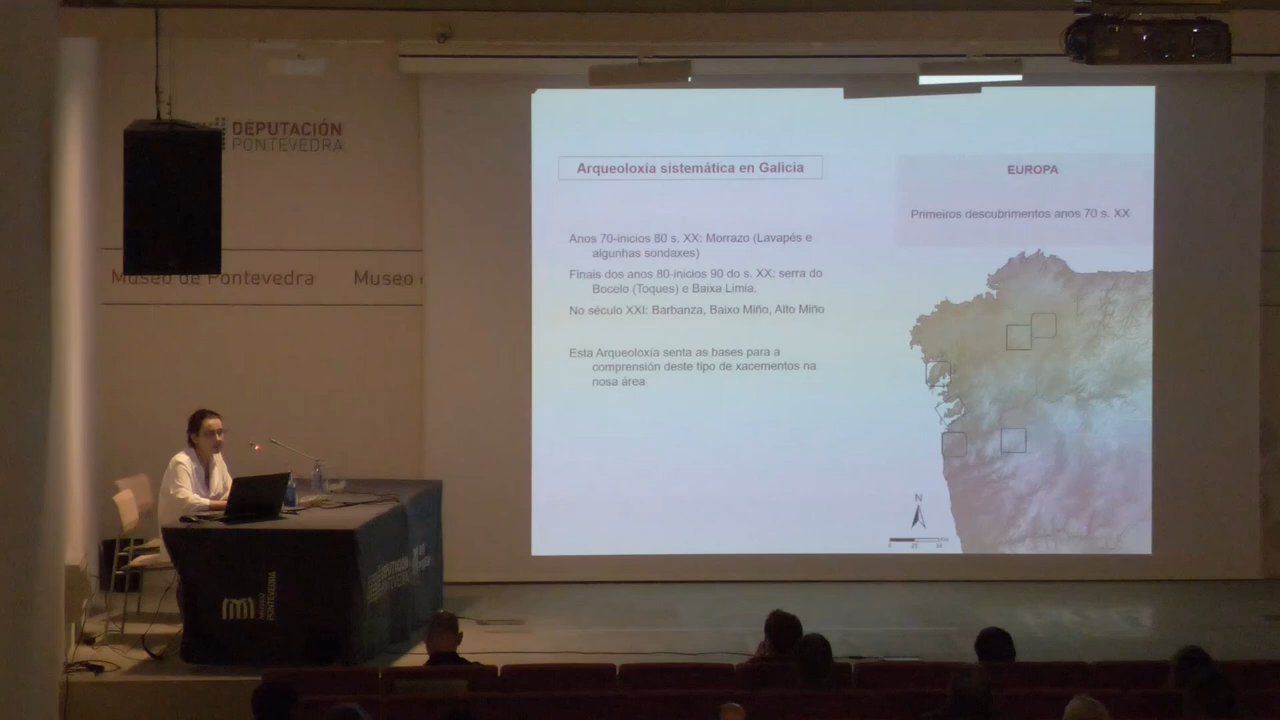 DEPUTACIÓN
PONTEVEDRA
Museo de Pontevedra
Museo
Arqueoloxía sistemática en Galicia
Anos 70-inicios 80 s. XX: Morrazo (Lavapés e
algunhas sondaxes)
Finais dos anos 80-inicios 90 do s. XX: serra do
Bocelo (Toques) e Baixa Limia.
No século XXI: Barbanza, Baixo Miño, Alto Miño
Esta Arqueoloxía senta as bases para a
comprensión deste tipo de xacementos na
nosa área
EUROPA
Primeiros descubrimentos anos 70 s. XX
N
MUSEO
PONTEVEDRA